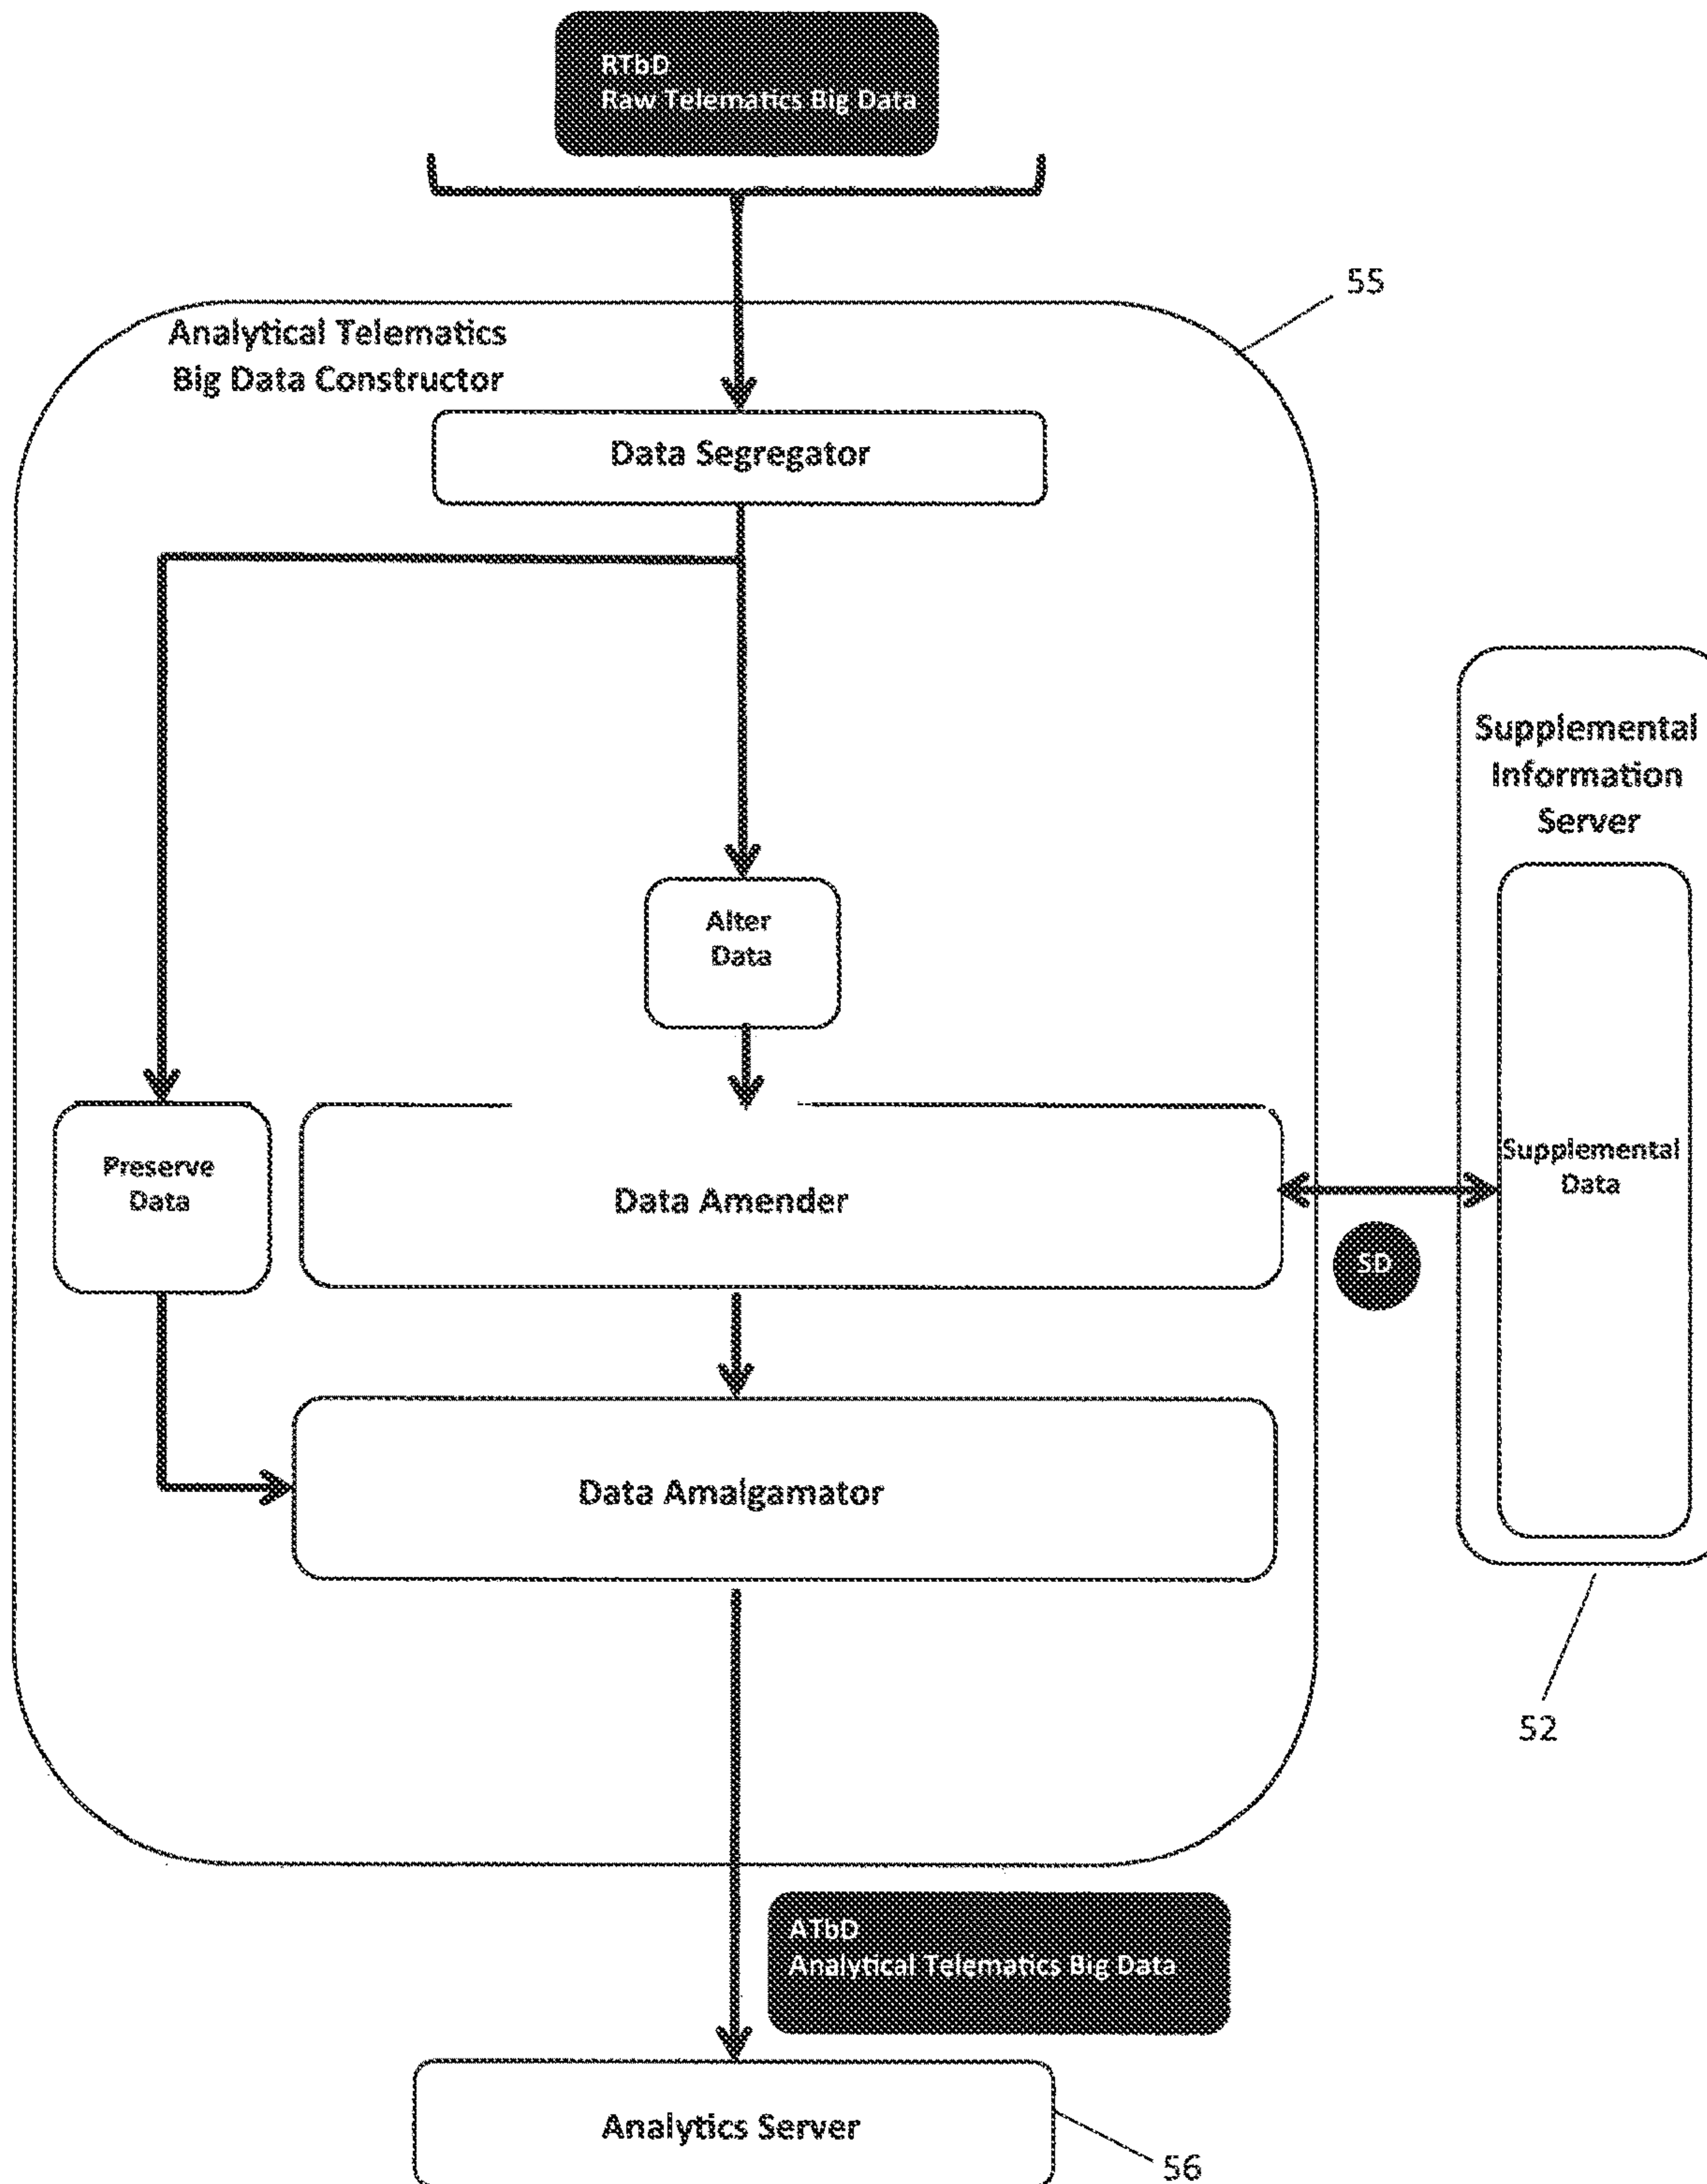 RTbD
Raw Telematics Big Data
55
Analytical Telematics
Big Data Constructor
Data Segregator
Supplemental
Information
Server
Alter
Data
Preserve
Data
Data Amender
Supplemental
Data
SD
Data Amalgamator
52
ATbD
Analytical Telematics Big Data
Analytics Server
56